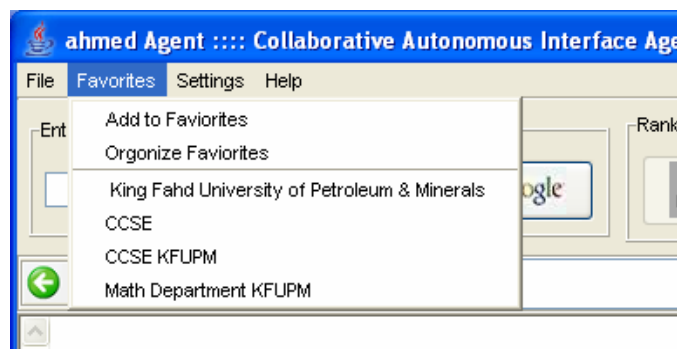 ahmed Agent :::: Collaborative Autonomous Interface Age
File Favorites Settings Help
Ent
Rank
Add to Faviorites
Orgonize Faviorites
King Fahd University of Petroleum & Minerals
ogle
CCSE
CCSE KFUPM
Math Department KFUPM